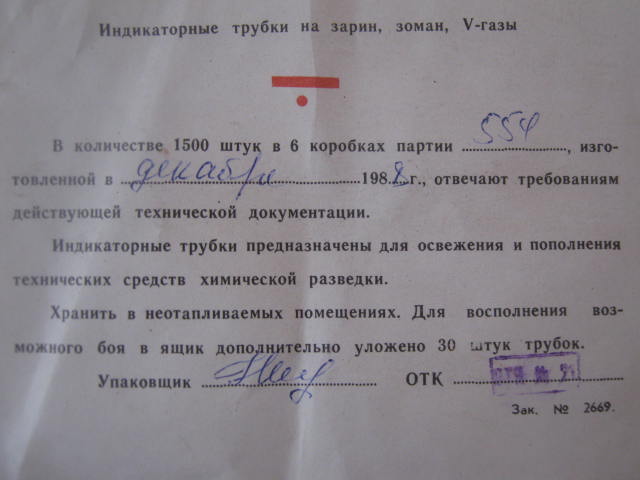 Индикаторные трубки на зарин, зоман, V-газы
В количестве 1500 штук в 6 коробках партии 554, изго-
товленной в декабре 1988 г., отвечают требованиям
действующей технической документации.
Индикаторные трубки предназначены для освежения и пополнения
технических средств химической разведки.
Хранить в неотапливаемых помещениях. Для восполнения воз-
можного боя в ящик дополнительно уложено 30 штук трубок.
Упаковщик ОТК
Зак. № 2669.